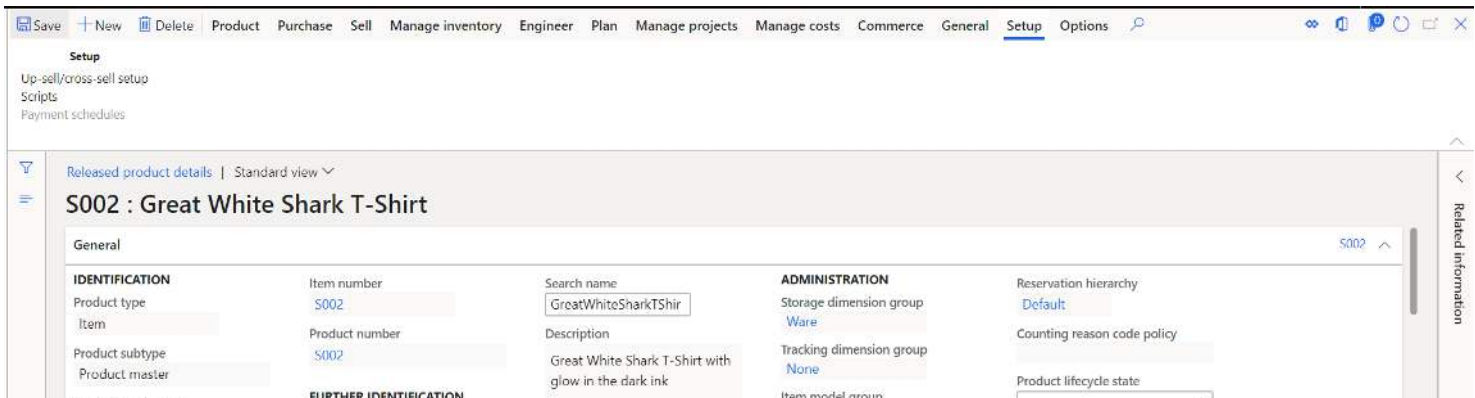 Save New Delete Product Purchase Sell Manage inventory Engineer Plan Manage projects Manage costs Commerce General Setup Options
Setup
Up-sell/cross-sell setup
Scripts
Payment schedules
Released product details | Standard view
S002 : Great White Shark T-Shirt
General S002
IDENTIFICATION
Product type
Item
Product subtype
Product master
Item number
S002
Product number
S002
FURTHER IDENTIFICATION
Search name
GreatWhiteSharkTShir
Description
Great White Shark T-Shirt with
glow in the dark ink
ADMINISTRATION
Storage dimension group
Ware
Tracking dimension group
None
Item model group
Reservation hierarchy
Default
Counting reason code policy
Product lifecycle state
Related information